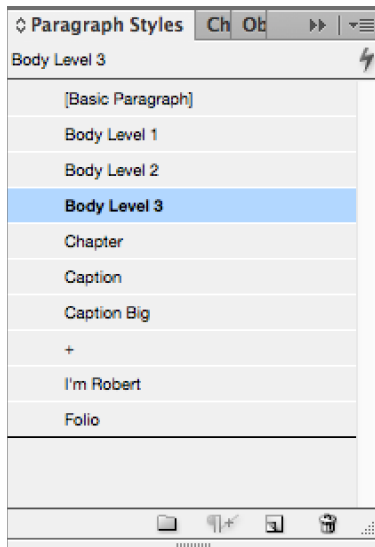 Paragraph Styles Ch Ob
Body Level 3
[Basic Paragraph]
Body Level 1
Body Level 2
Body Level 3
Chapter
Caption
Caption Big
+
I'm Robert
Folio